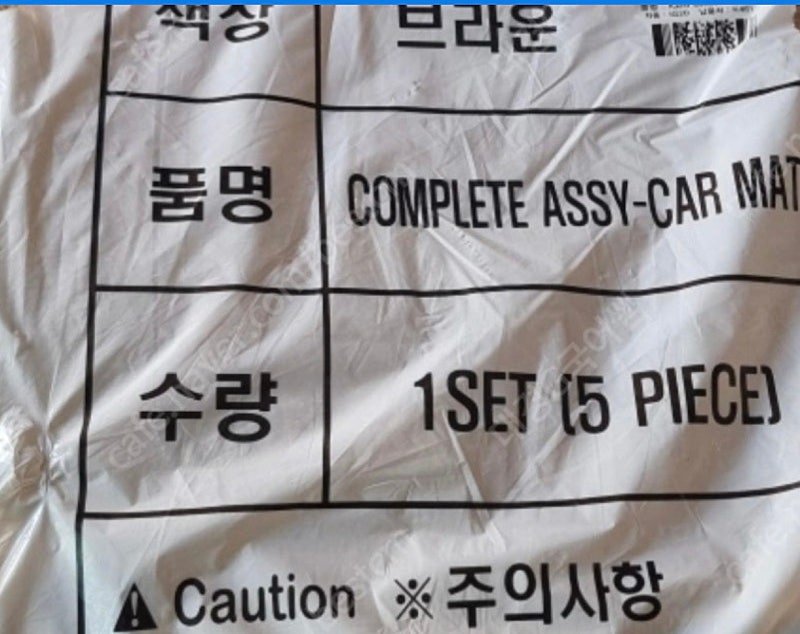 색상 브라운
품명 COMPLETE ASSY-CAR MAT
수량 1SET (5 PIECE)
⚠ Caution ※주의사항